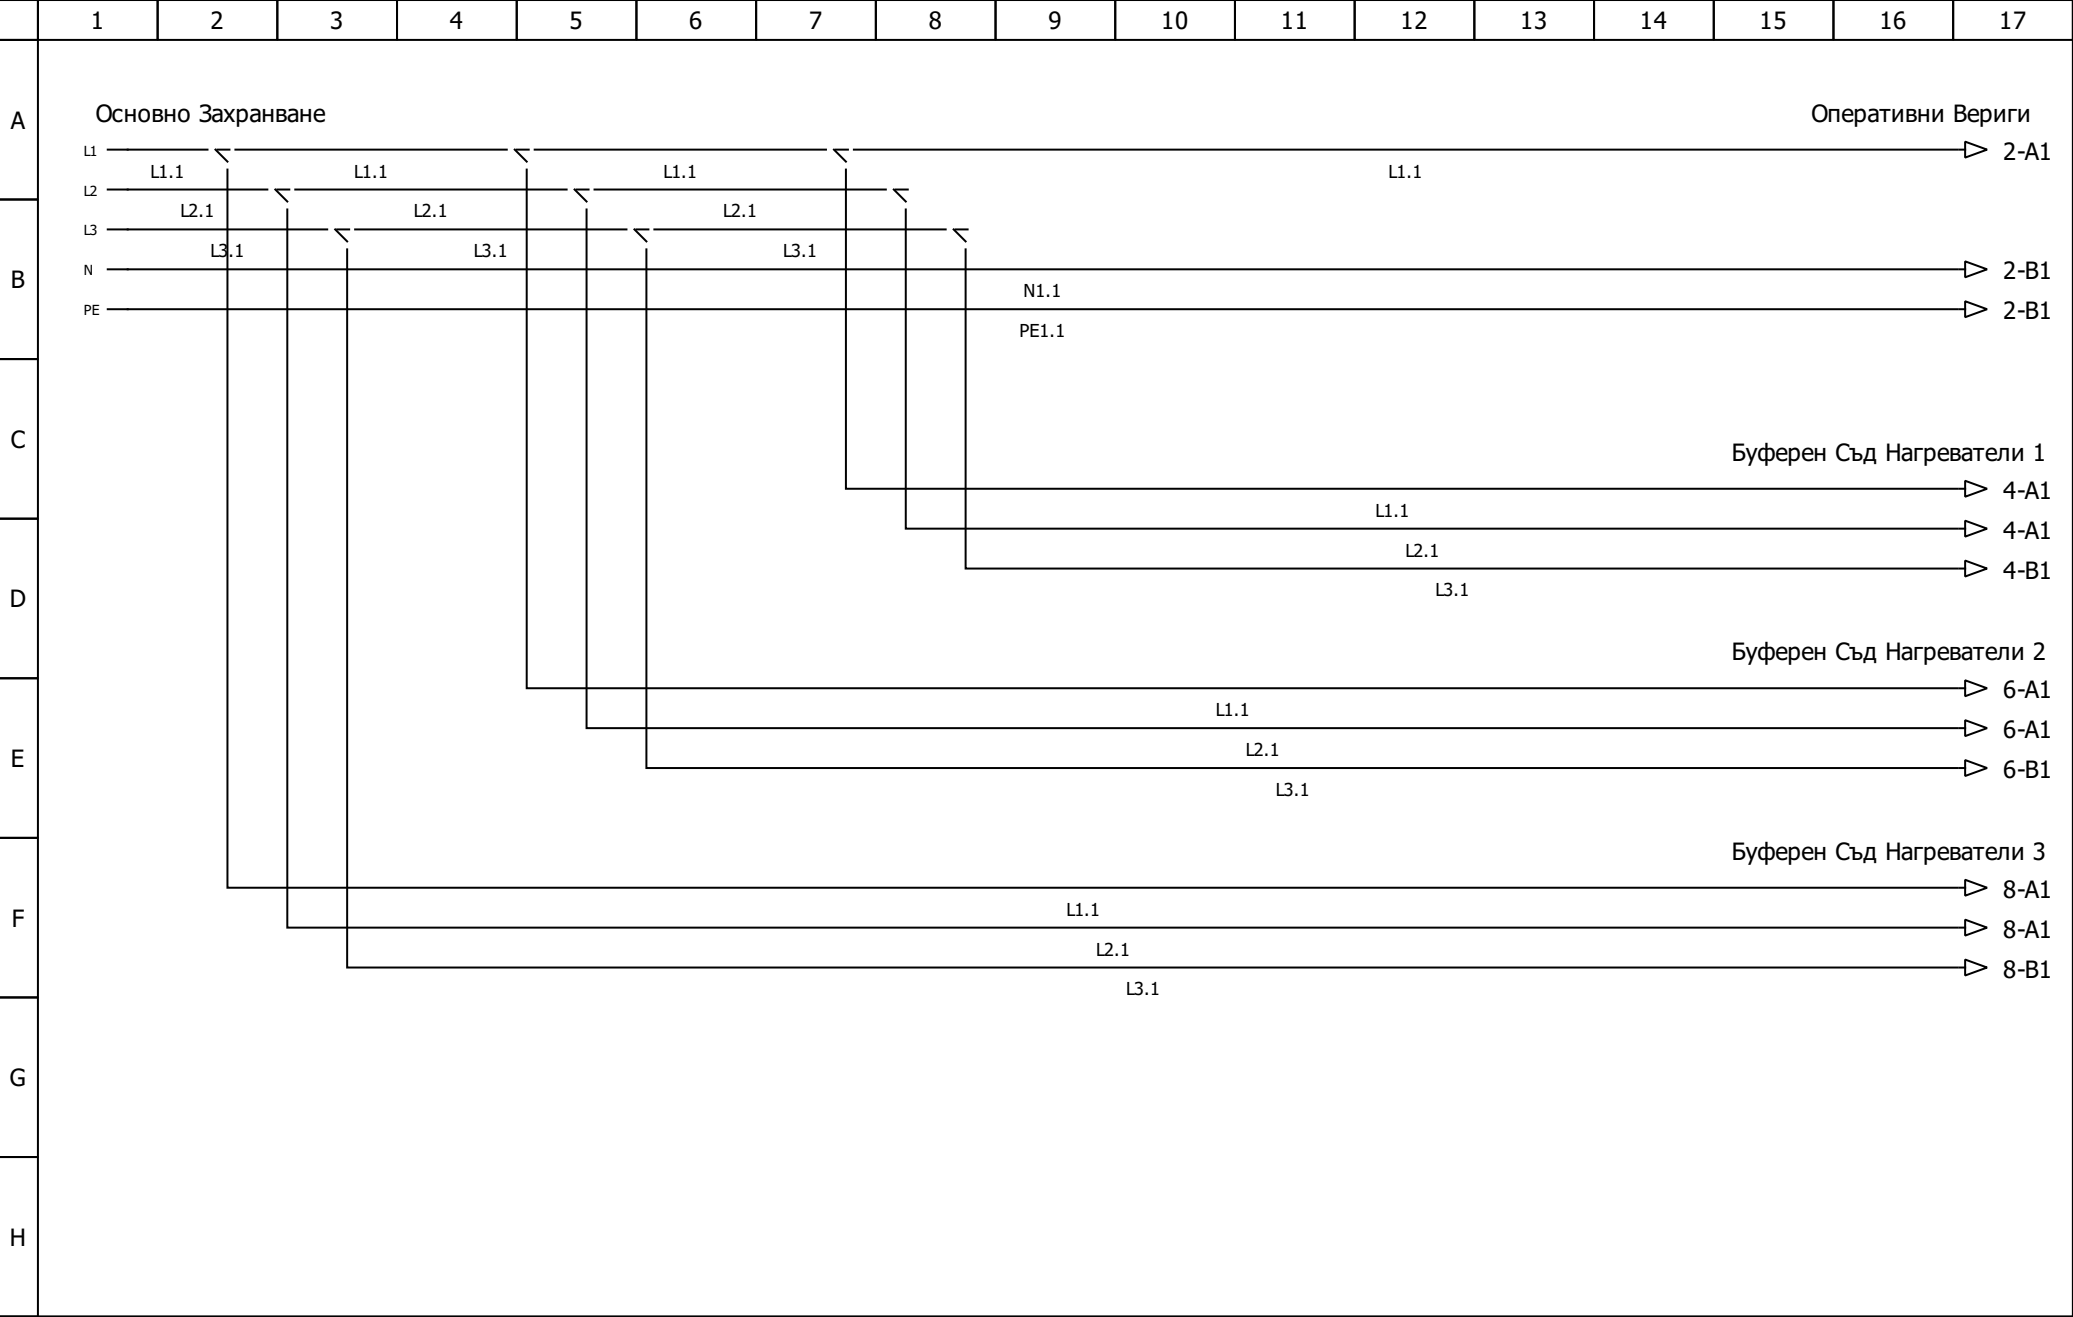 1 2 3 4 5 6 7 8 9 10 11 12 13 14 15 16 17
A
Основно Захранване Оперативни Вериги
L1 2-A1
L1.1 L1.1 L1.1 L1.1
L2
L2.1 L2.1 L2.1
L3
L3.1 L3.1 L3.1
B
N 2-B1
N1.1
PE 2-B1
PE1.1
C
Буферен Съд Нагреватели 1
4-A1
L1.1
4-A1
L2.1
4-B1
L3.1
D
Буферен Съд Нагреватели 2
6-A1
L1.1
6-A1
L2.1
E
6-B1
L3.1
Буферен Съд Нагреватели 3
8-A1
L1.1
F
8-A1
L2.1
8-B1
L3.1
G
H